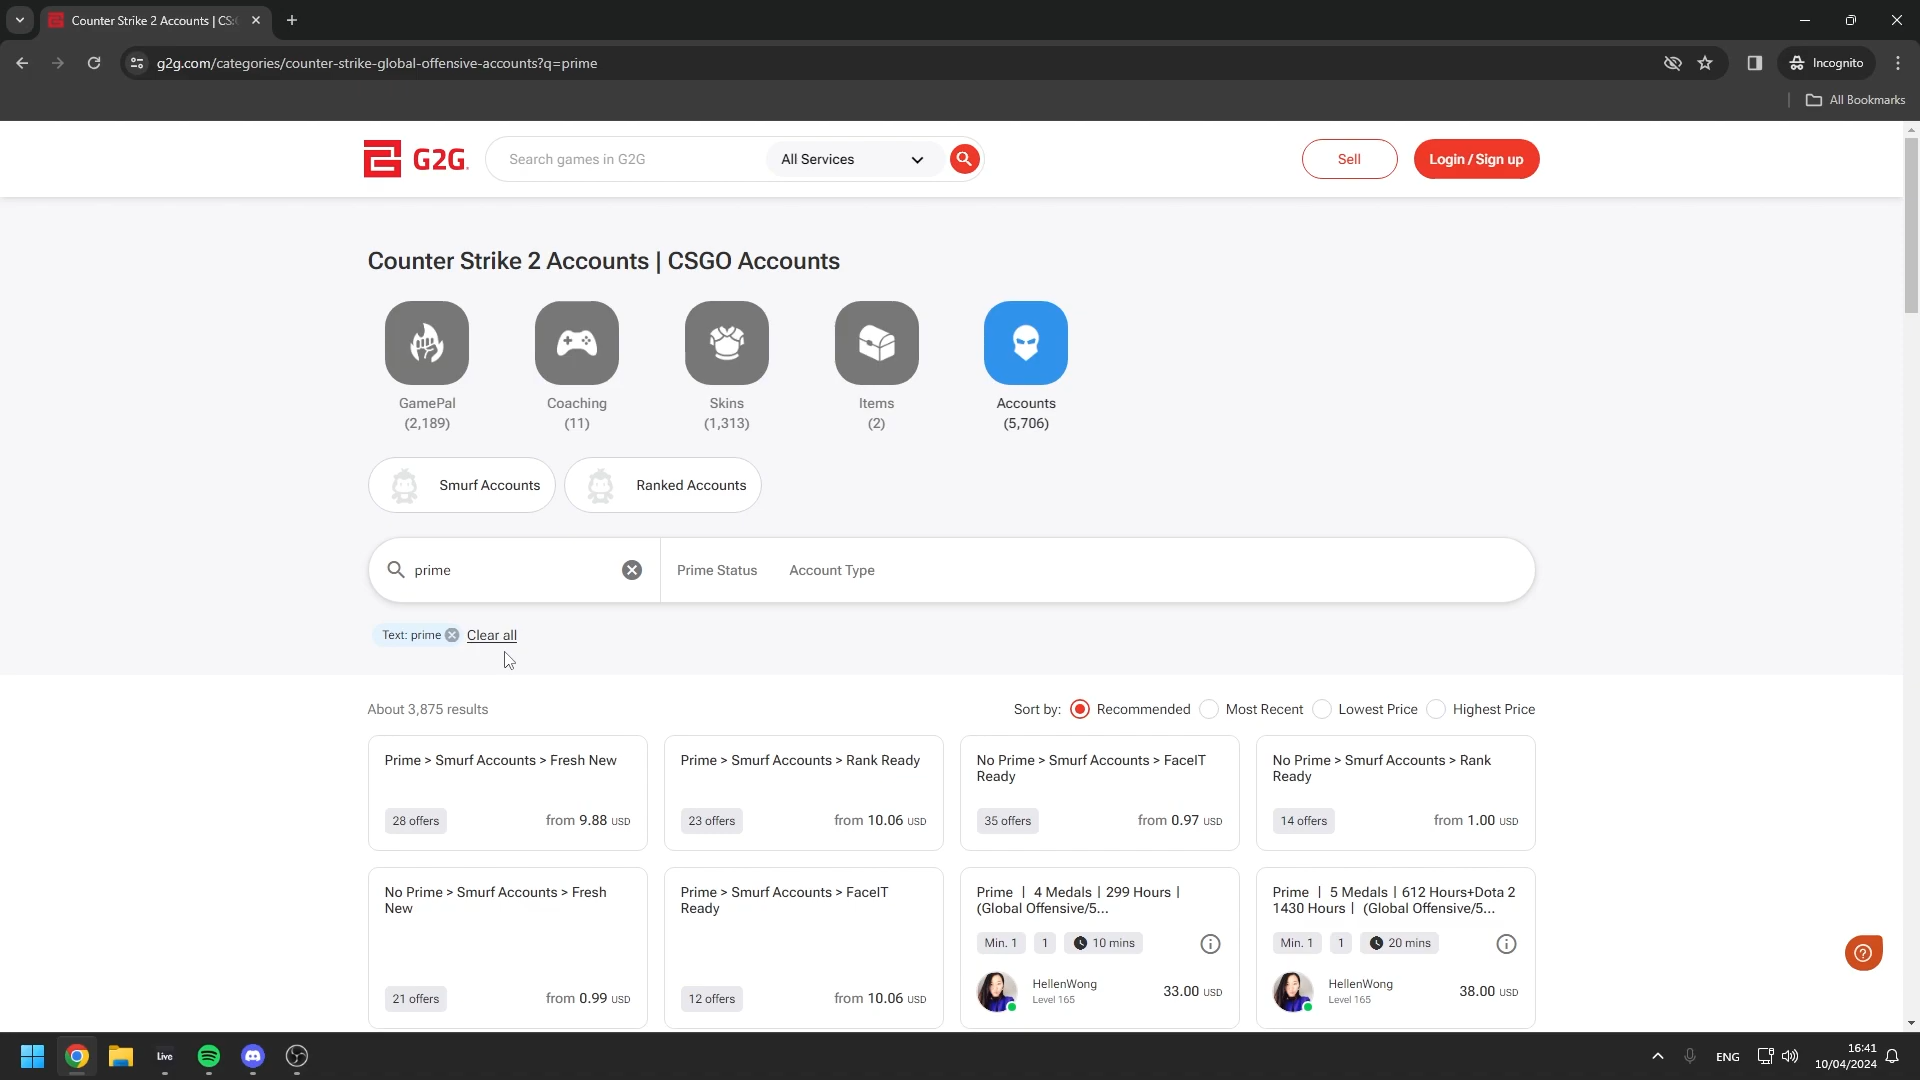 Counter Strike 2 Accounts | CS:
g2g.com/categories/counter-strike-global-offensive-accounts?q=prime
Incognito
All Bookmarks
G2G.
Search games in G2G
All Services
Sell
Login / Sign up
Counter Strike 2 Accounts | CSGO Accounts
GamePal
(2,189)
Coaching
(11)
Skins
(1,313)
Items
(2)
Accounts
(5,706)
Smurf Accounts
Ranked Accounts
prime
Prime Status
Account Type
Text: prime
Clear all
About 3,875 results
Sort by:
Recommended
Most Recent
Lowest Price
Highest Price
Prime > Smurf Accounts > Fresh New
28 offers
from 9.88 USD
Prime > Smurf Accounts > Rank Ready
23 offers
from 10.06 USD
No Prime > Smurf Accounts > FaceIT
Ready
35 offers
from 0.97 USD
No Prime > Smurf Accounts > Rank
Ready
14 offers
from 1.00 USD
No Prime > Smurf Accounts > Fresh
New
21 offers
from 0.99 USD
Prime > Smurf Accounts > FaceIT
Ready
12 offers
from 10.06 USD
Prime | 4 Medals | 299 Hours |
(Global Offensive/5...
Min. 1
1
10 mins
HellenWong
Level 165
33.00 USD
Prime | 5 Medals | 612 Hours+Dota 2
1430 Hours | (Global Offensive/5...
Min. 1
1
20 mins
HellenWong
Level 165
38.00 USD
Live
ENG
16:41
10/04/2024